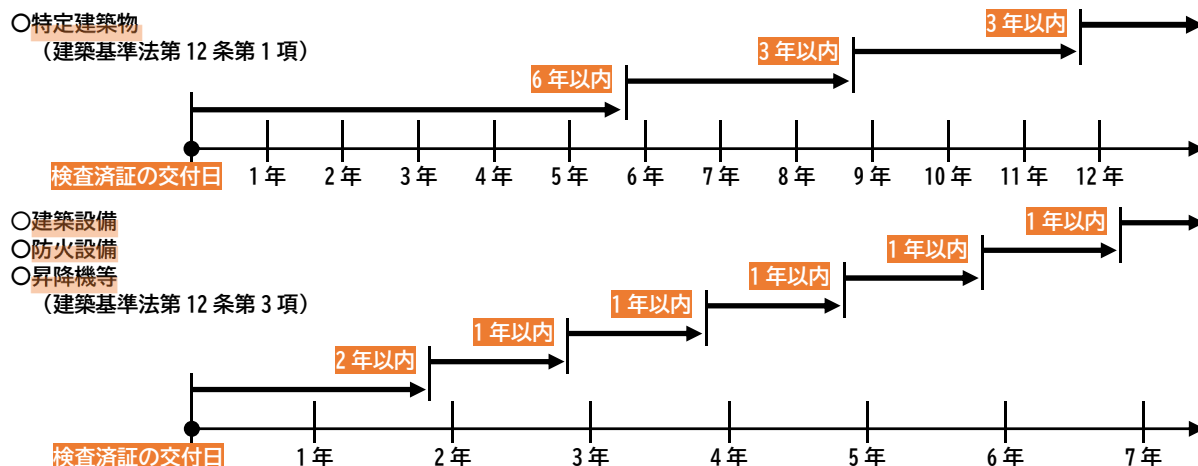 ○特定建築物
（建築基準法第12条第1項）
3年以内
3年以内
6年以内
検査済証の交付日 1年 2年 3年 4年 5年 6年 7年 8年 9年 10年 11年 12年
○建築設備
○防火設備
○昇降機等
（建築基準法第12条第3項）
1年以内
1年以内
1年以内
1年以内
1年以内
2年以内
検査済証の交付日 1年 2年 3年 4年 5年 6年 7年